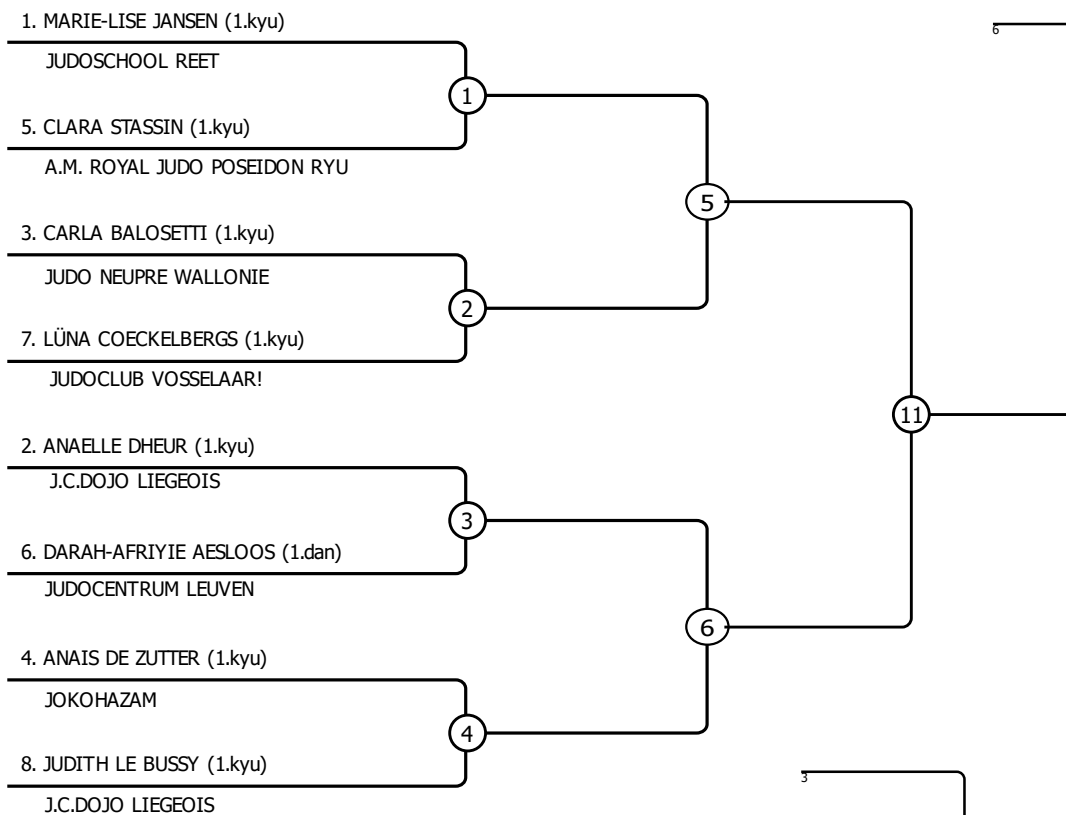 1. MARIE-LISE JANSEN (1.kyu)
6
JUDOSCHOOL REET
1
5. CLARA STASSIN (1.kyu)
A.M. ROYAL JUDO POSEIDON RYU
5
3. CARLA BALOSETTI (1.kyu)
JUDO NEUPRE WALLONIE
2
7. LÜNA COECKELBERGS (1.kyu)
JUDOCLUB VOSSELAAR!
11
2. ANAELLE DHEUR (1.kyu)
J.C.DOJO LIEGEOIS
3
6. DARAH-AFRIYIE AESLOOS (1.dan)
JUDOCENTRUM LEUVEN
6
4. ANAIS DE ZUTTER (1.kyu)
JOKOHAZAM
4
8. JUDITH LE BUSSY (1.kyu)
3
J.C.DOJO LIEGEOIS